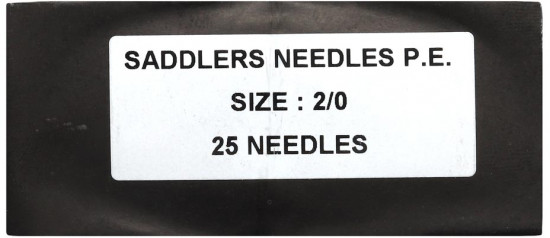 SADDLERS NEEDLES P.E.
SIZE : 2/0
25 NEEDLES